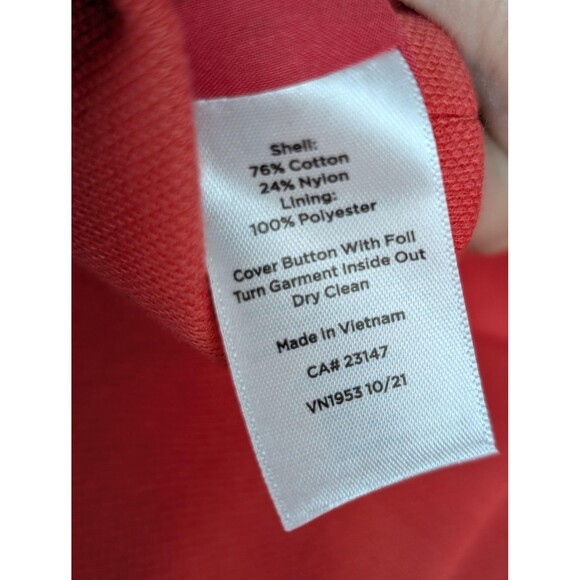 Shell:
76% Cotton
24% Nylon
Lining:
100% Polyester
Cover Button With Foil
Turn Garment Inside Out
Dry Clean
Made in Vietnam
CA# 23147
VN1953 10/21